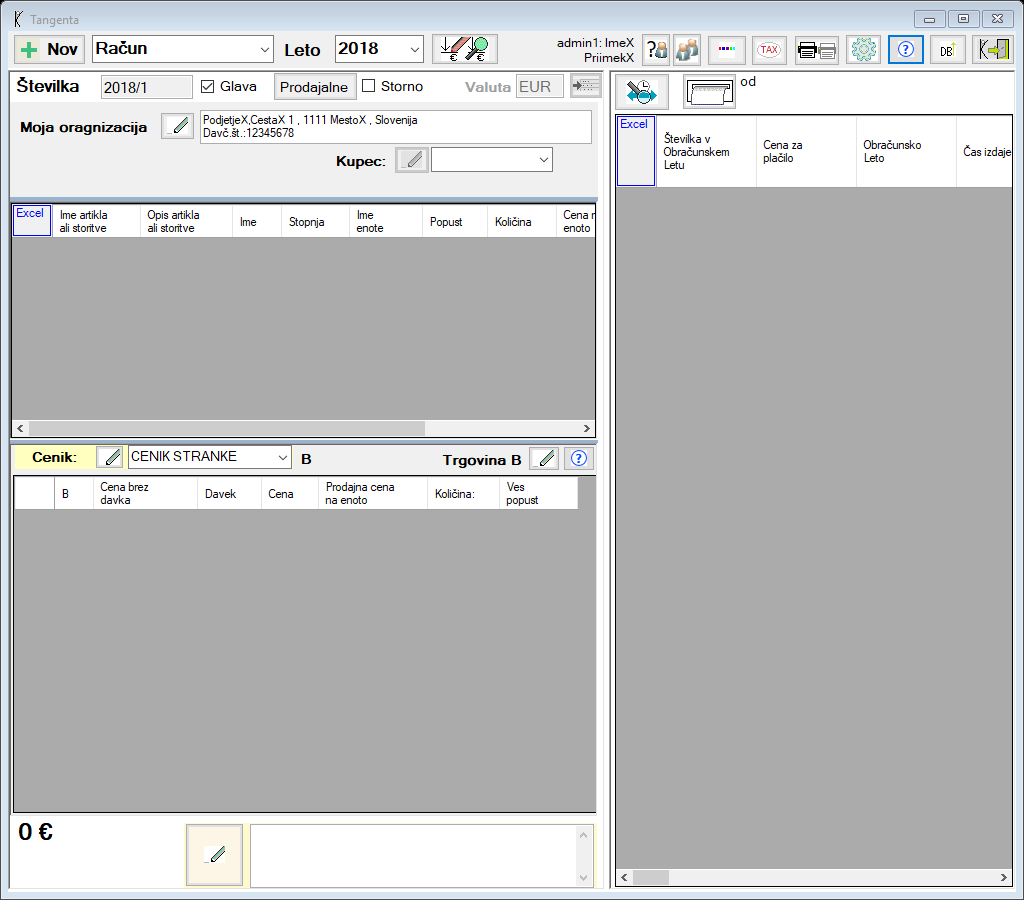 Tangenta
Nov
Račun
Leto
2018
admin1: ImeX
PriimekX
TAX
DB
Številka
2018/1
Glava
Prodajalne
Storno
Valuta
EUR
Moja oragnizacija
PodjetjeX,CestaX 1 , 1111 MestoX , Slovenija
Davč.št.:12345678
Kupec:
Excel
Ime artikla
ali storitve
Opis artikla
ali storitve
Ime
Stopnja
Ime
enote
Popust
Količina
Cena n
enoto
Cenik:
CENIK STRANKE
B
Trgovina B
B
Cena brez
davka
Davek
Cena
Prodajna cena
na enoto
Količina:
Ves
popust
0 €
od
Excel
Številka v
Obračunskem
Letu
Cena za
plačilo
Obračunsko
Leto
Čas izdaje